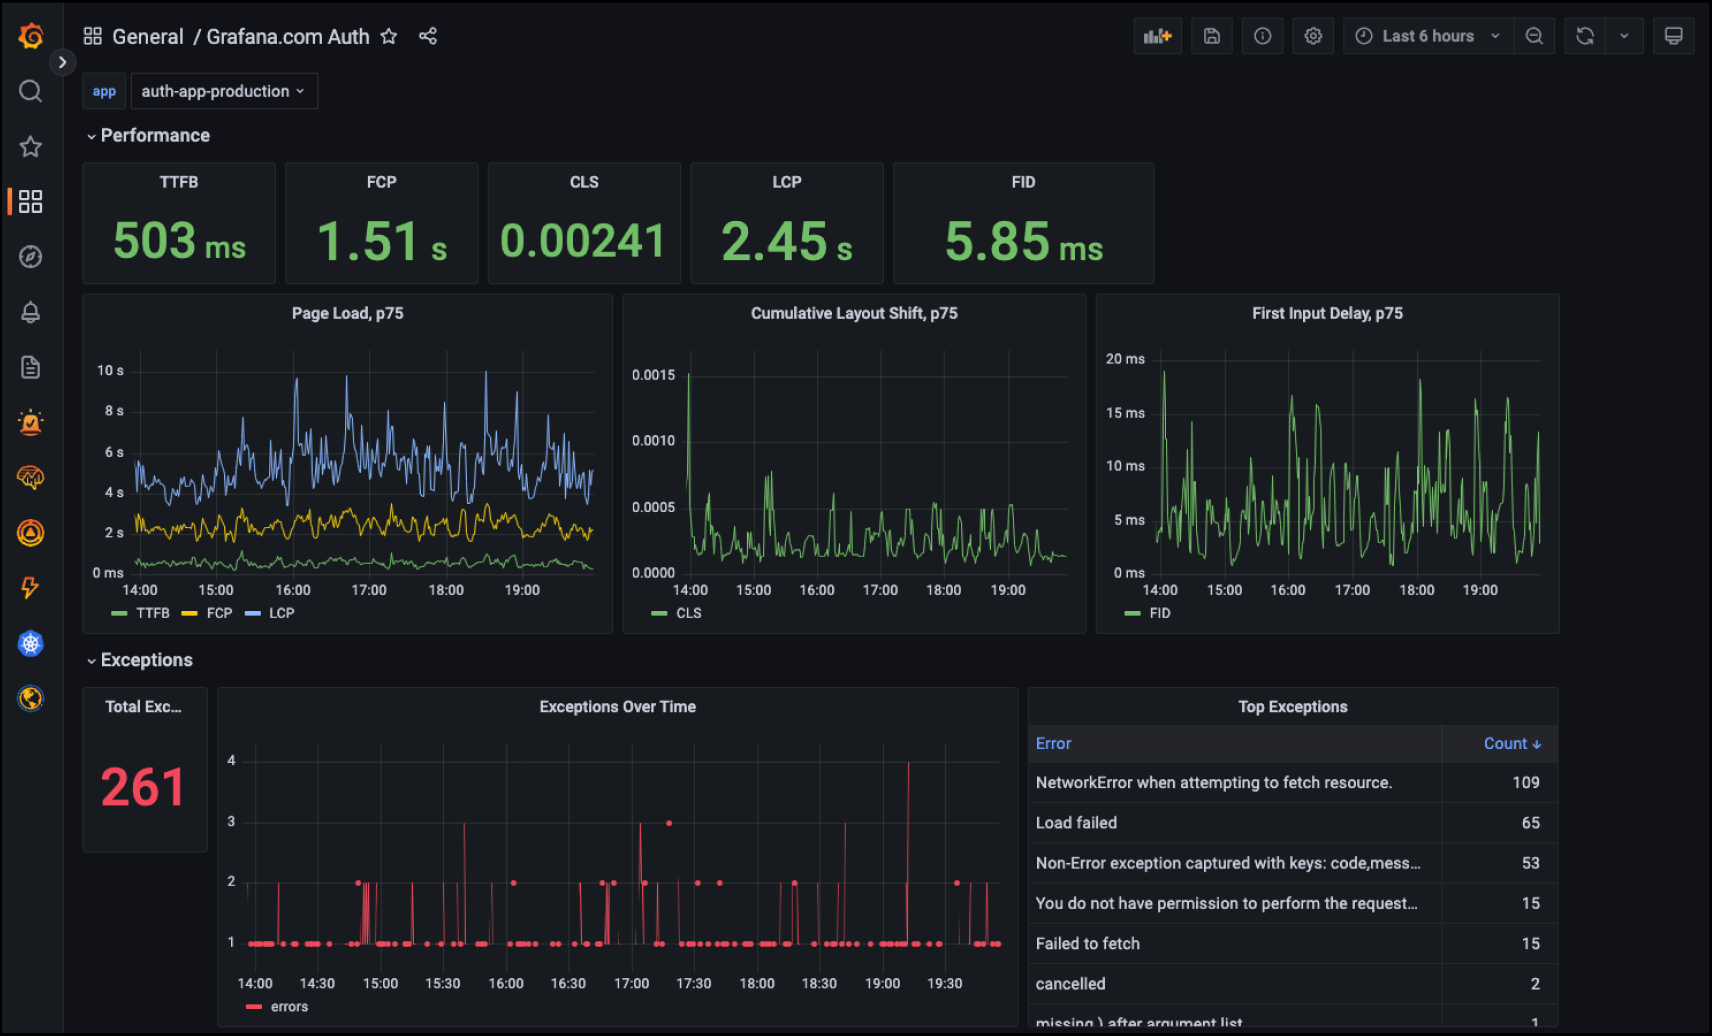 General / Grafana.com Auth
Last 6 hours
app
auth-app-production
Performance
TTFB
FCP
CLS
LCP
FID
503 ms
1.51 s
0.00241
2.45 s
5.85 ms
Page Load, p75
10 s
8 s
6 s
4 s
2 s
0 ms
14:00 15:00 16:00 17:00 18:00 19:00
TTFB FCP LCP
Cumulative Layout Shift, p75
0.0015
0.0010
0.0005
0.0000
14:00 15:00 16:00 17:00 18:00 19:00
CLS
First Input Delay, p75
20 ms
15 ms
10 ms
5 ms
0 ms
14:00 15:00 16:00 17:00 18:00 19:00
FID
Exceptions
Total Exc...
261
Exceptions Over Time
4
3
2
1
14:00 14:30 15:00 15:30 16:00 16:30 17:00 17:30 18:00 18:30 19:00 19:30
errors
Top Exceptions
Error Count
NetworkError when attempting to fetch resource. 109
Load failed 65
Non-Error exception captured with keys: code,mess... 53
You do not have permission to perform the request... 15
Failed to fetch 15
cancelled 2
missing ) after argument list 1